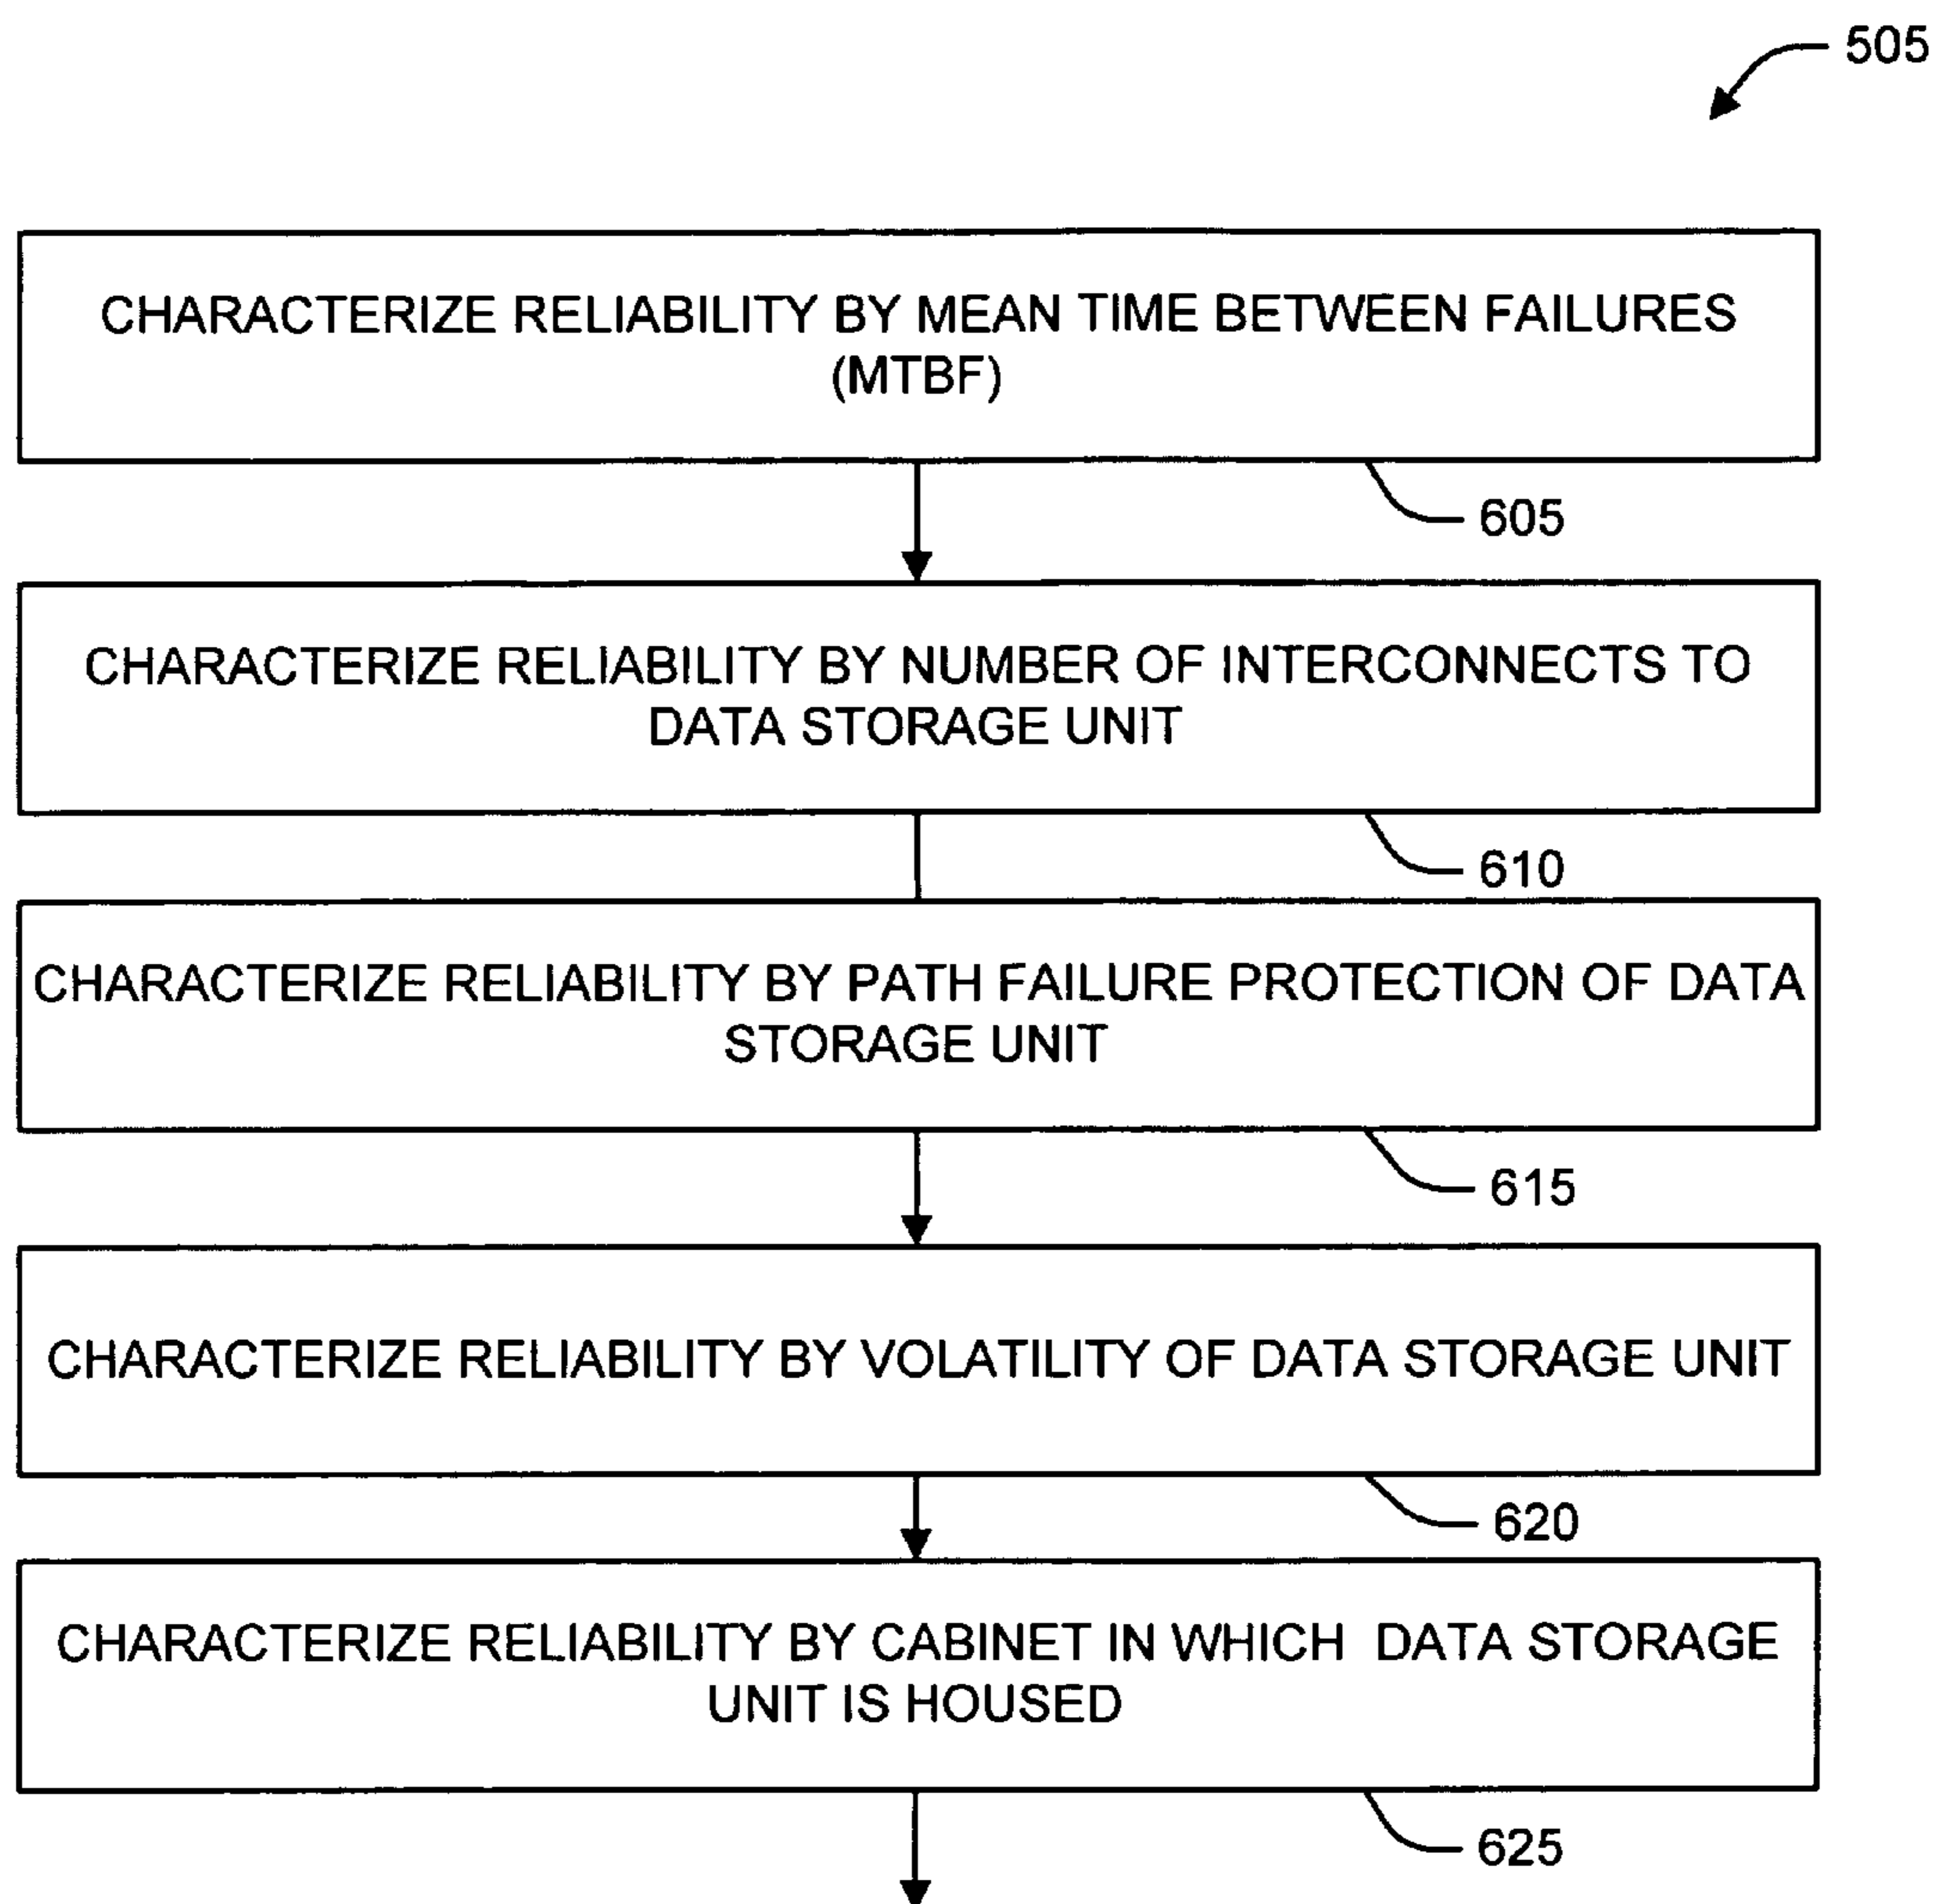 505
CHARACTERIZE RELIABILITY BY MEAN TIME BETWEEN FAILURES
(MTBF)
605
CHARACTERIZE RELIABILITY BY NUMBER OF INTERCONNECTS TO
DATA STORAGE UNIT
610
CHARACTERIZE RELIABILITY BY PATH FAILURE PROTECTION OF DATA
STORAGE UNIT
615
CHARACTERIZE RELIABILITY BY VOLATILITY OF DATA STORAGE UNIT
620
CHARACTERIZE RELIABILITY BY CABINET IN WHICH DATA STORAGE
UNIT IS HOUSED
625